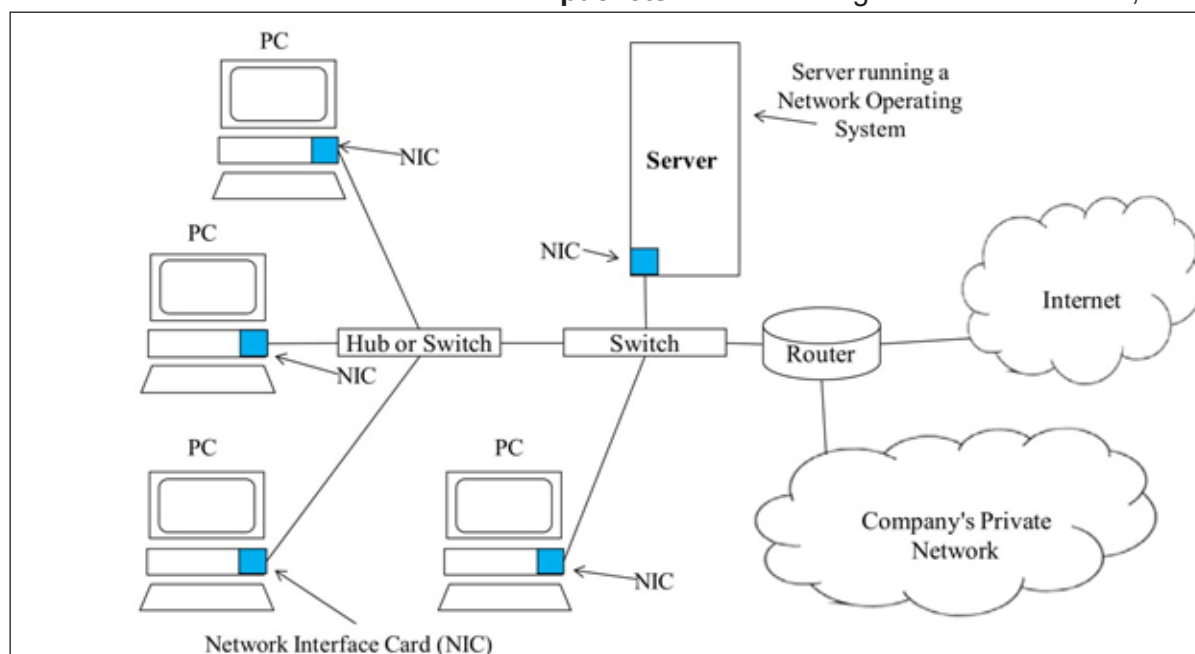 PC
NIC
Server running a
Network Operating
System
Server
NIC
PC
NIC
Hub or Switch
Switch
Router
Internet
PC
PC
NIC
Company's Private
Network
Network Interface Card (NIC)